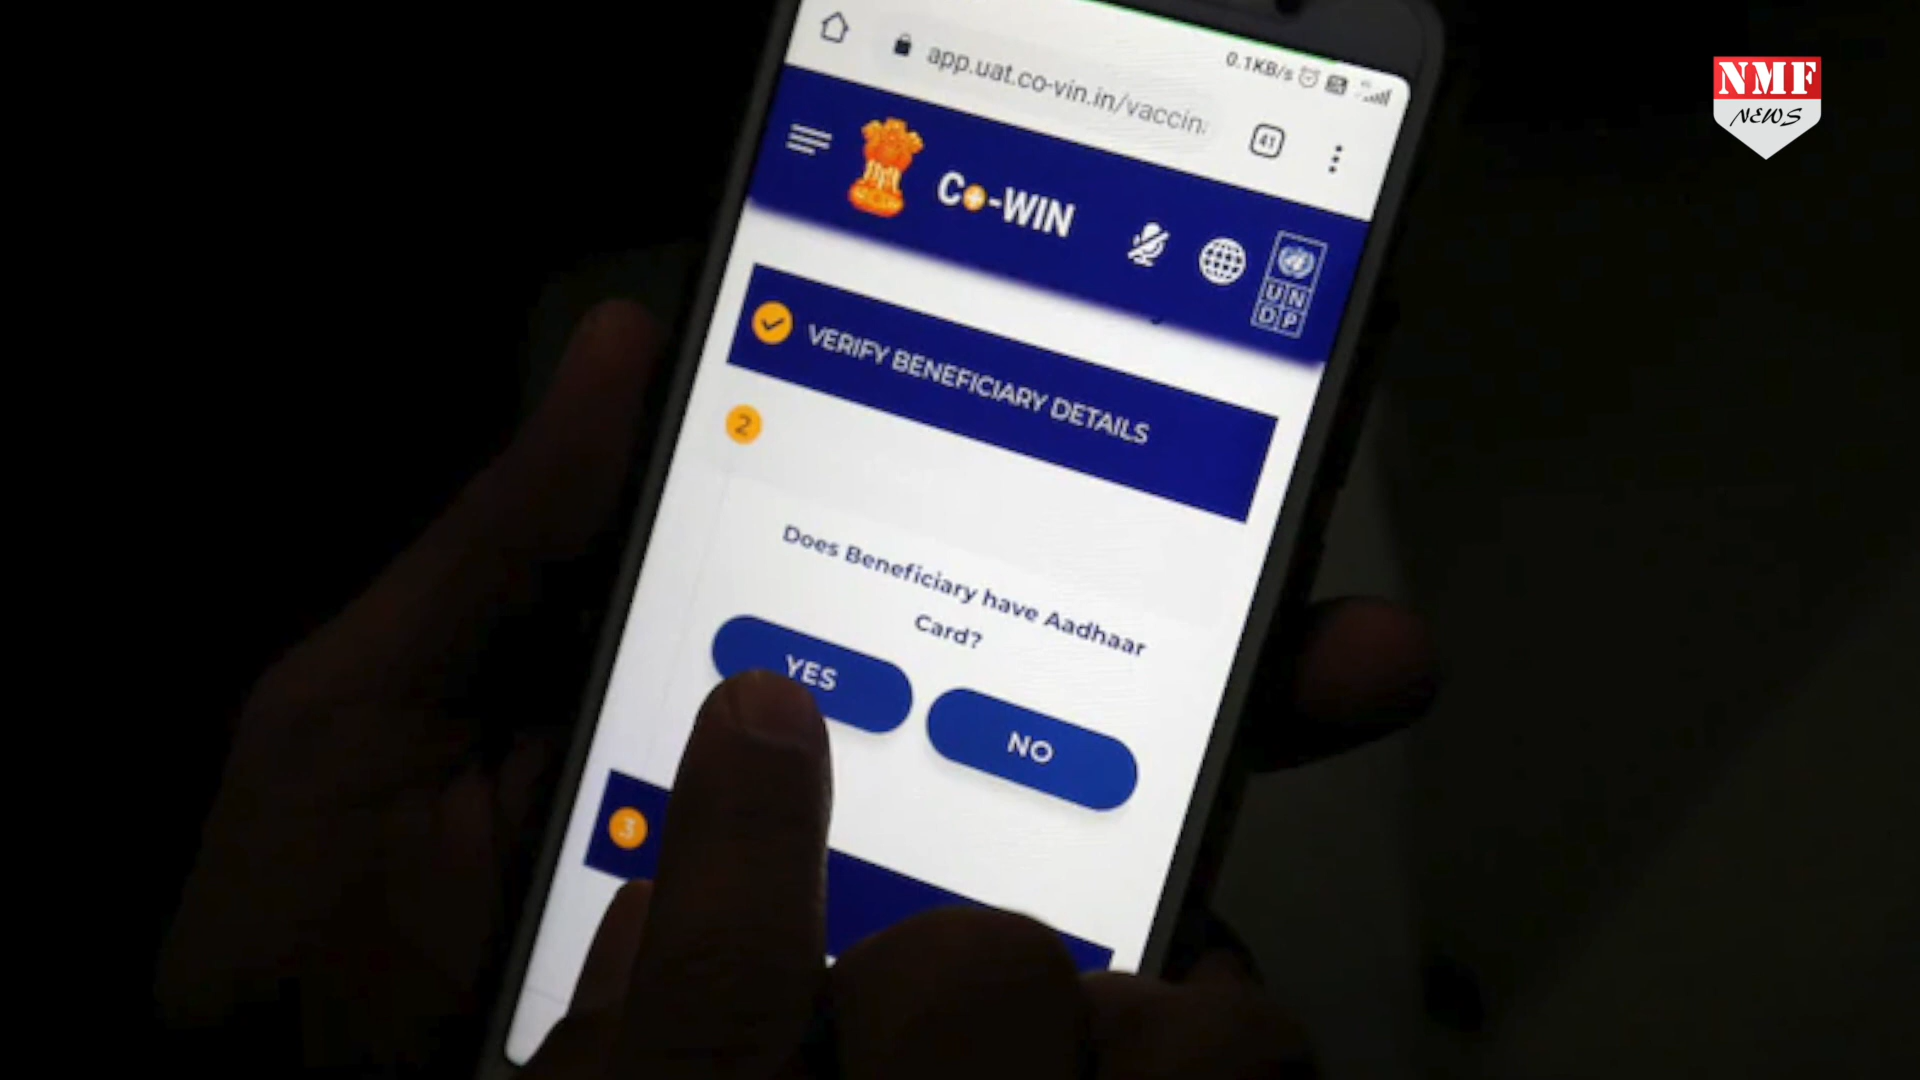 0.1KB/s
app.uat.co-vin.in/vaccin
41
NMF
NEWS
Co-WIN
UN
DP
VERIFY BENEFICIARY DETAILS
2
Does Beneficiary have Aadhaar
Card?
YES
NO
3